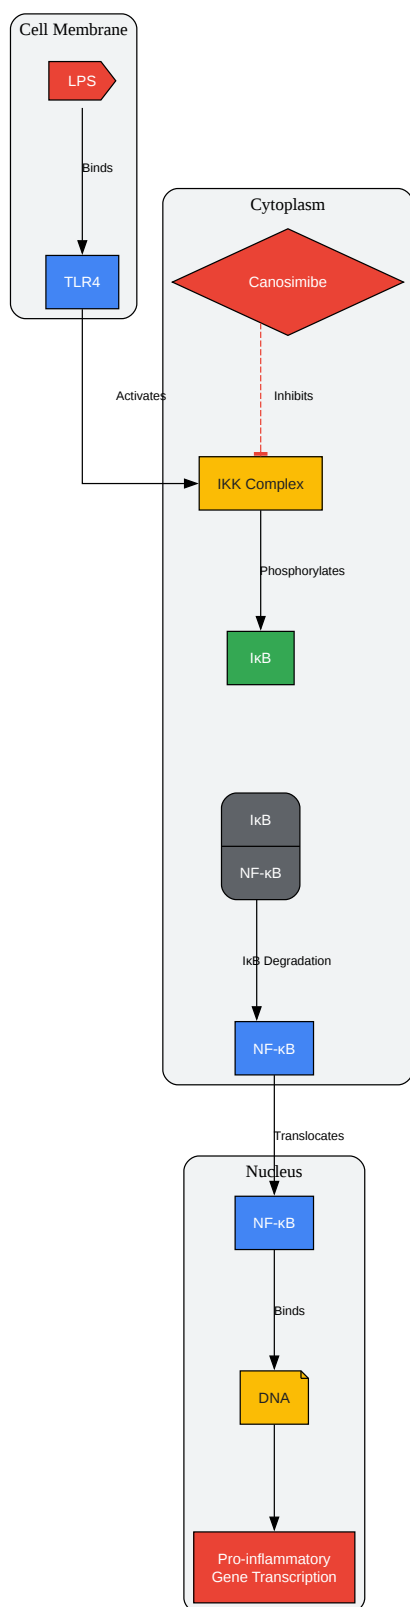 Cell Membrane
LPS
Binds
TLR4
Cytoplasm
Canosimibe
Activates
Inhibits
IKK Complex
Phosphorylates
IκB
IκB
NF-κB
IκB Degradation
NF-κB
Translocates
Nucleus
NF-κB
Binds
DNA
Pro-inflammatory
Gene Transcription